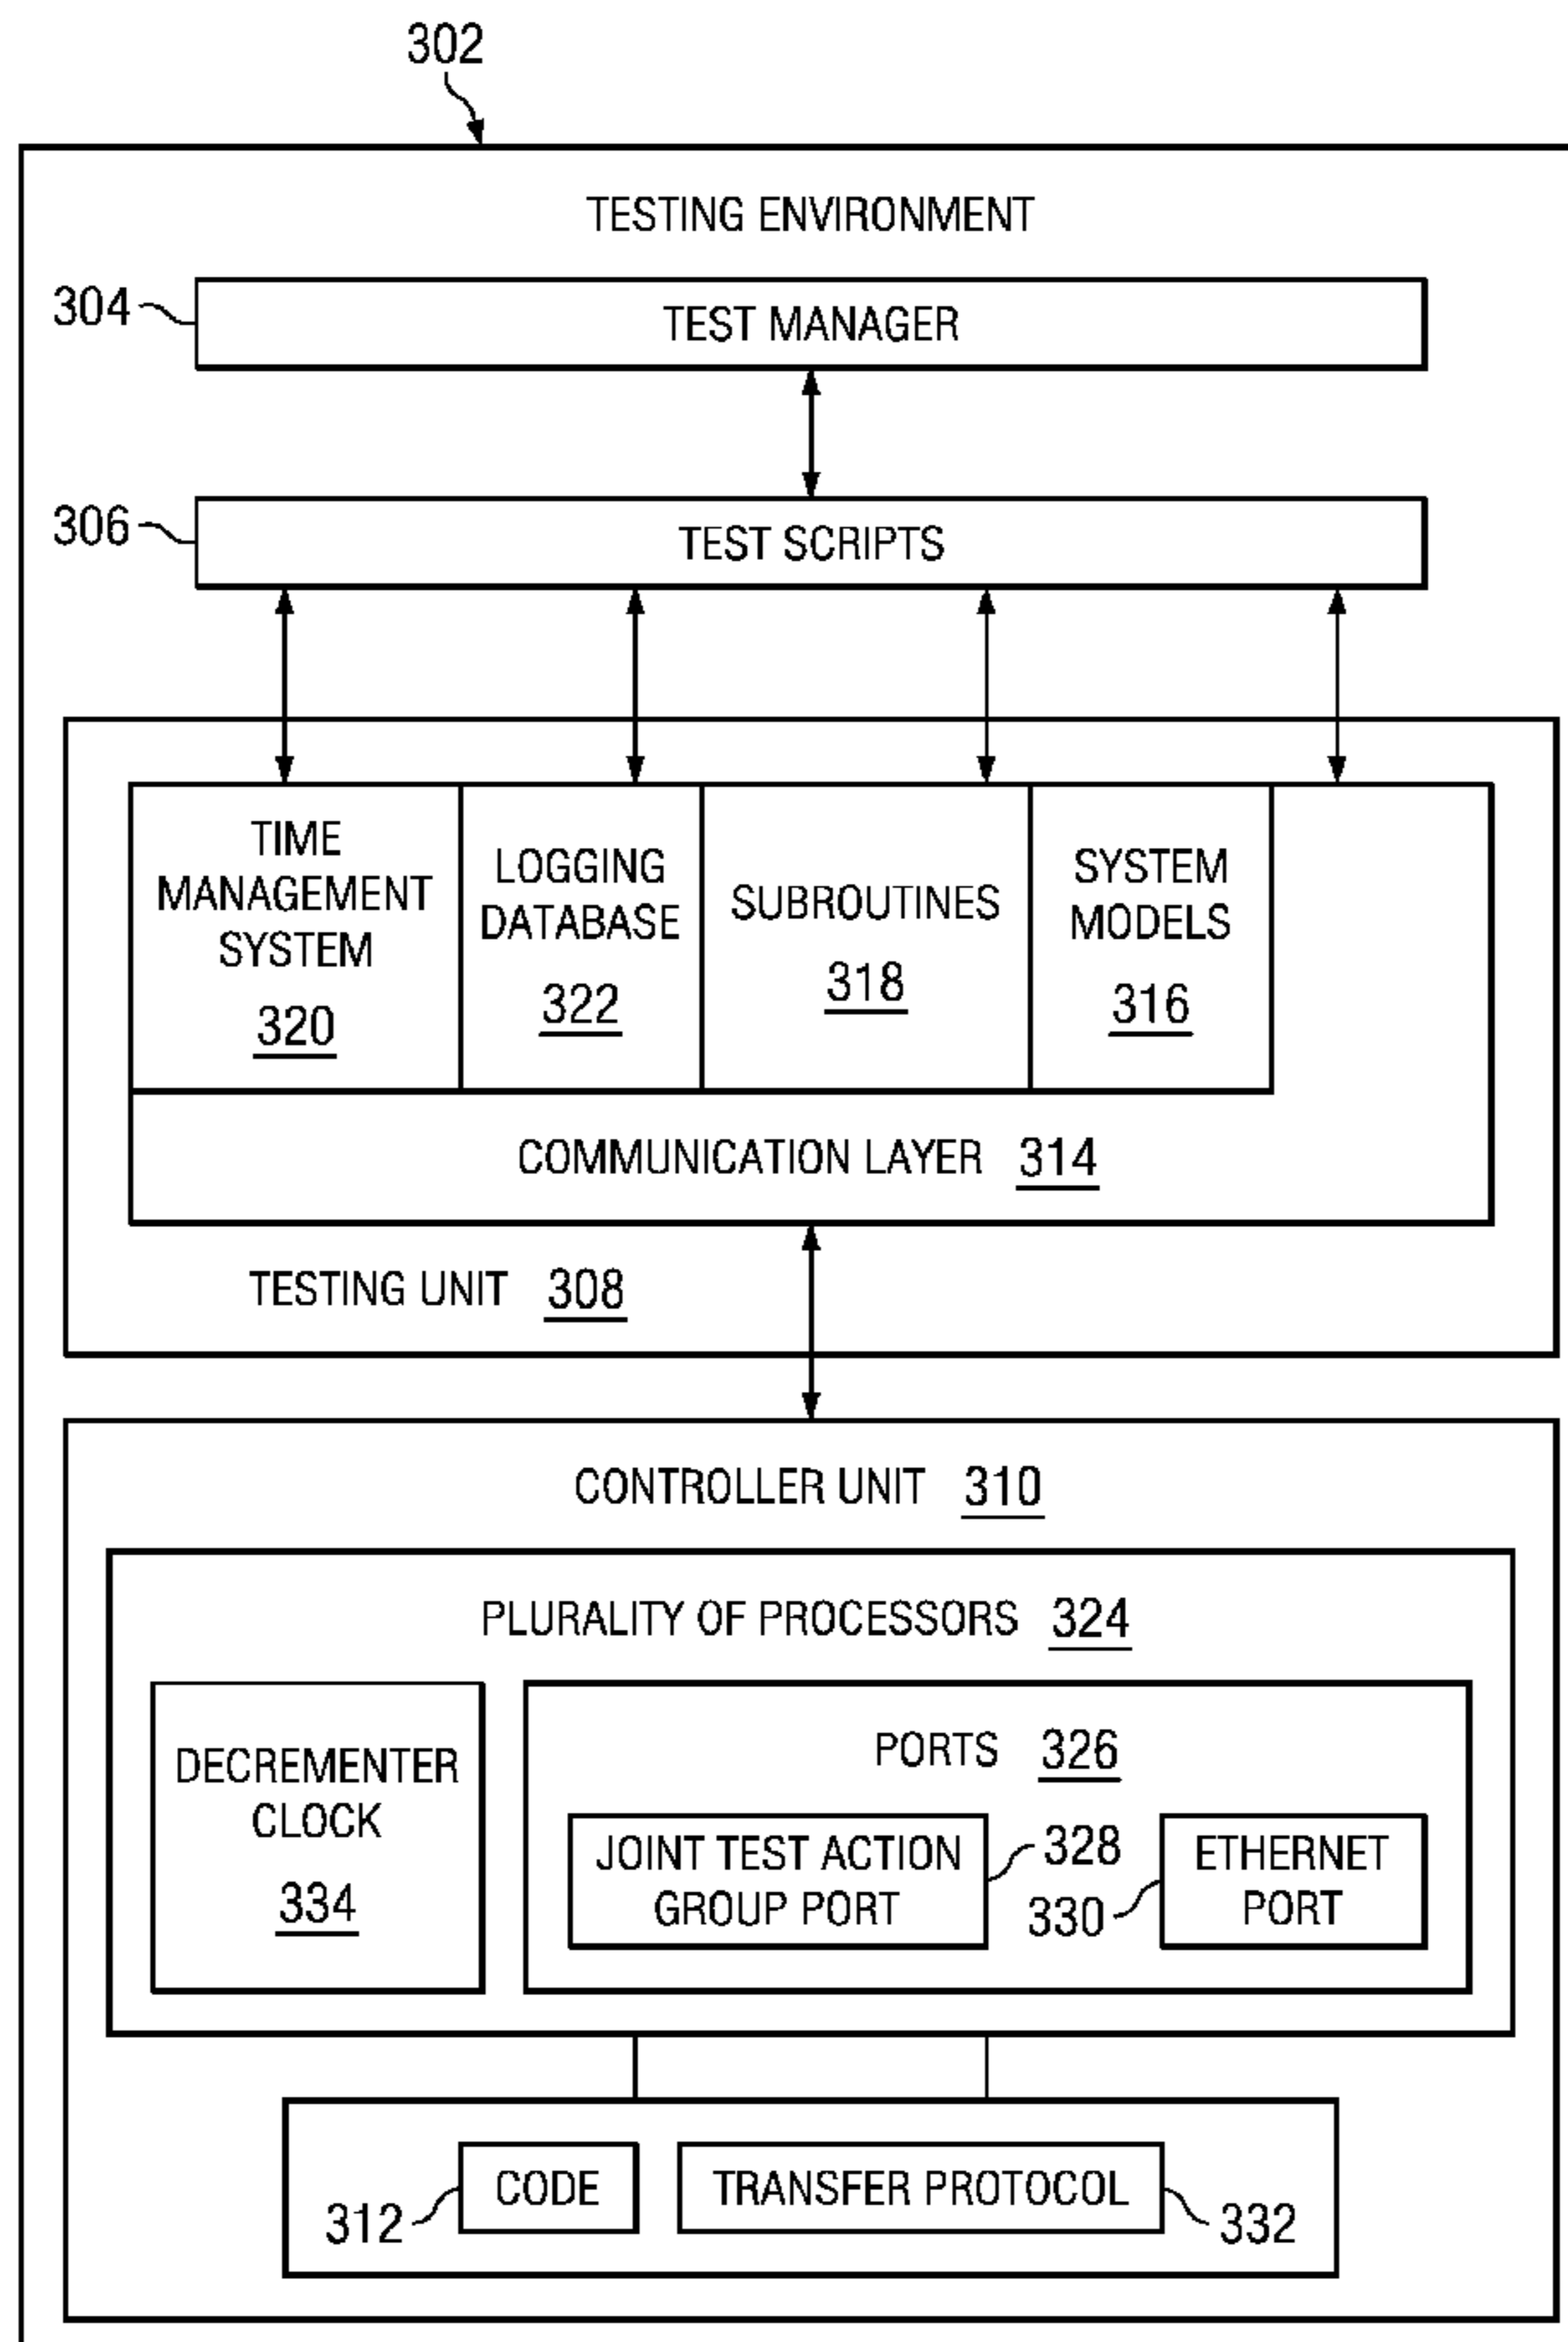 302
TESTING ENVIRONMENT
304
TEST MANAGER
306
TEST SCRIPTS
TIME
MANAGEMENT
SYSTEM
320
LOGGING
DATABASE
322
SUBROUTINES
318
SYSTEM
MODELS
316
COMMUNICATION LAYER 314
TESTING UNIT 308
CONTROLLER UNIT 310
PLURALITY OF PROCESSORS 324
DECREMENTER
CLOCK
334
PORTS 326
JOINT TEST ACTION
GROUP PORT
328
330
ETHERNET
PORT
312
CODE
TRANSFER PROTOCOL
332